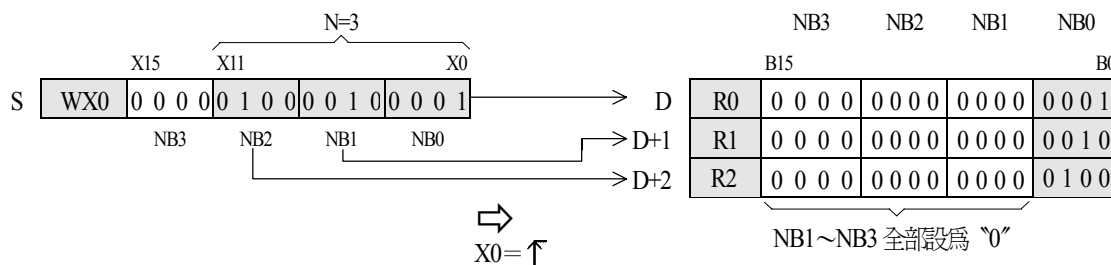 N=3 NB3 NB2 NB1 NB0
X15 X11 X0 B15 B0
S WX0 0 0 0 0 0 1 0 0 0 0 1 0 0 0 0 1 D R0 0 0 0 0 0 0 0 0 0 0 0 0 0 0 0 1
NB3 NB2 NB1 NB0 D+1 R1 0 0 0 0 0 0 0 0 0 0 0 0 0 0 1 0
D+2 R2 0 0 0 0 0 0 0 0 0 0 0 0 0 1 0 0
NB1～NB3 全部設為〝0〞
X0=